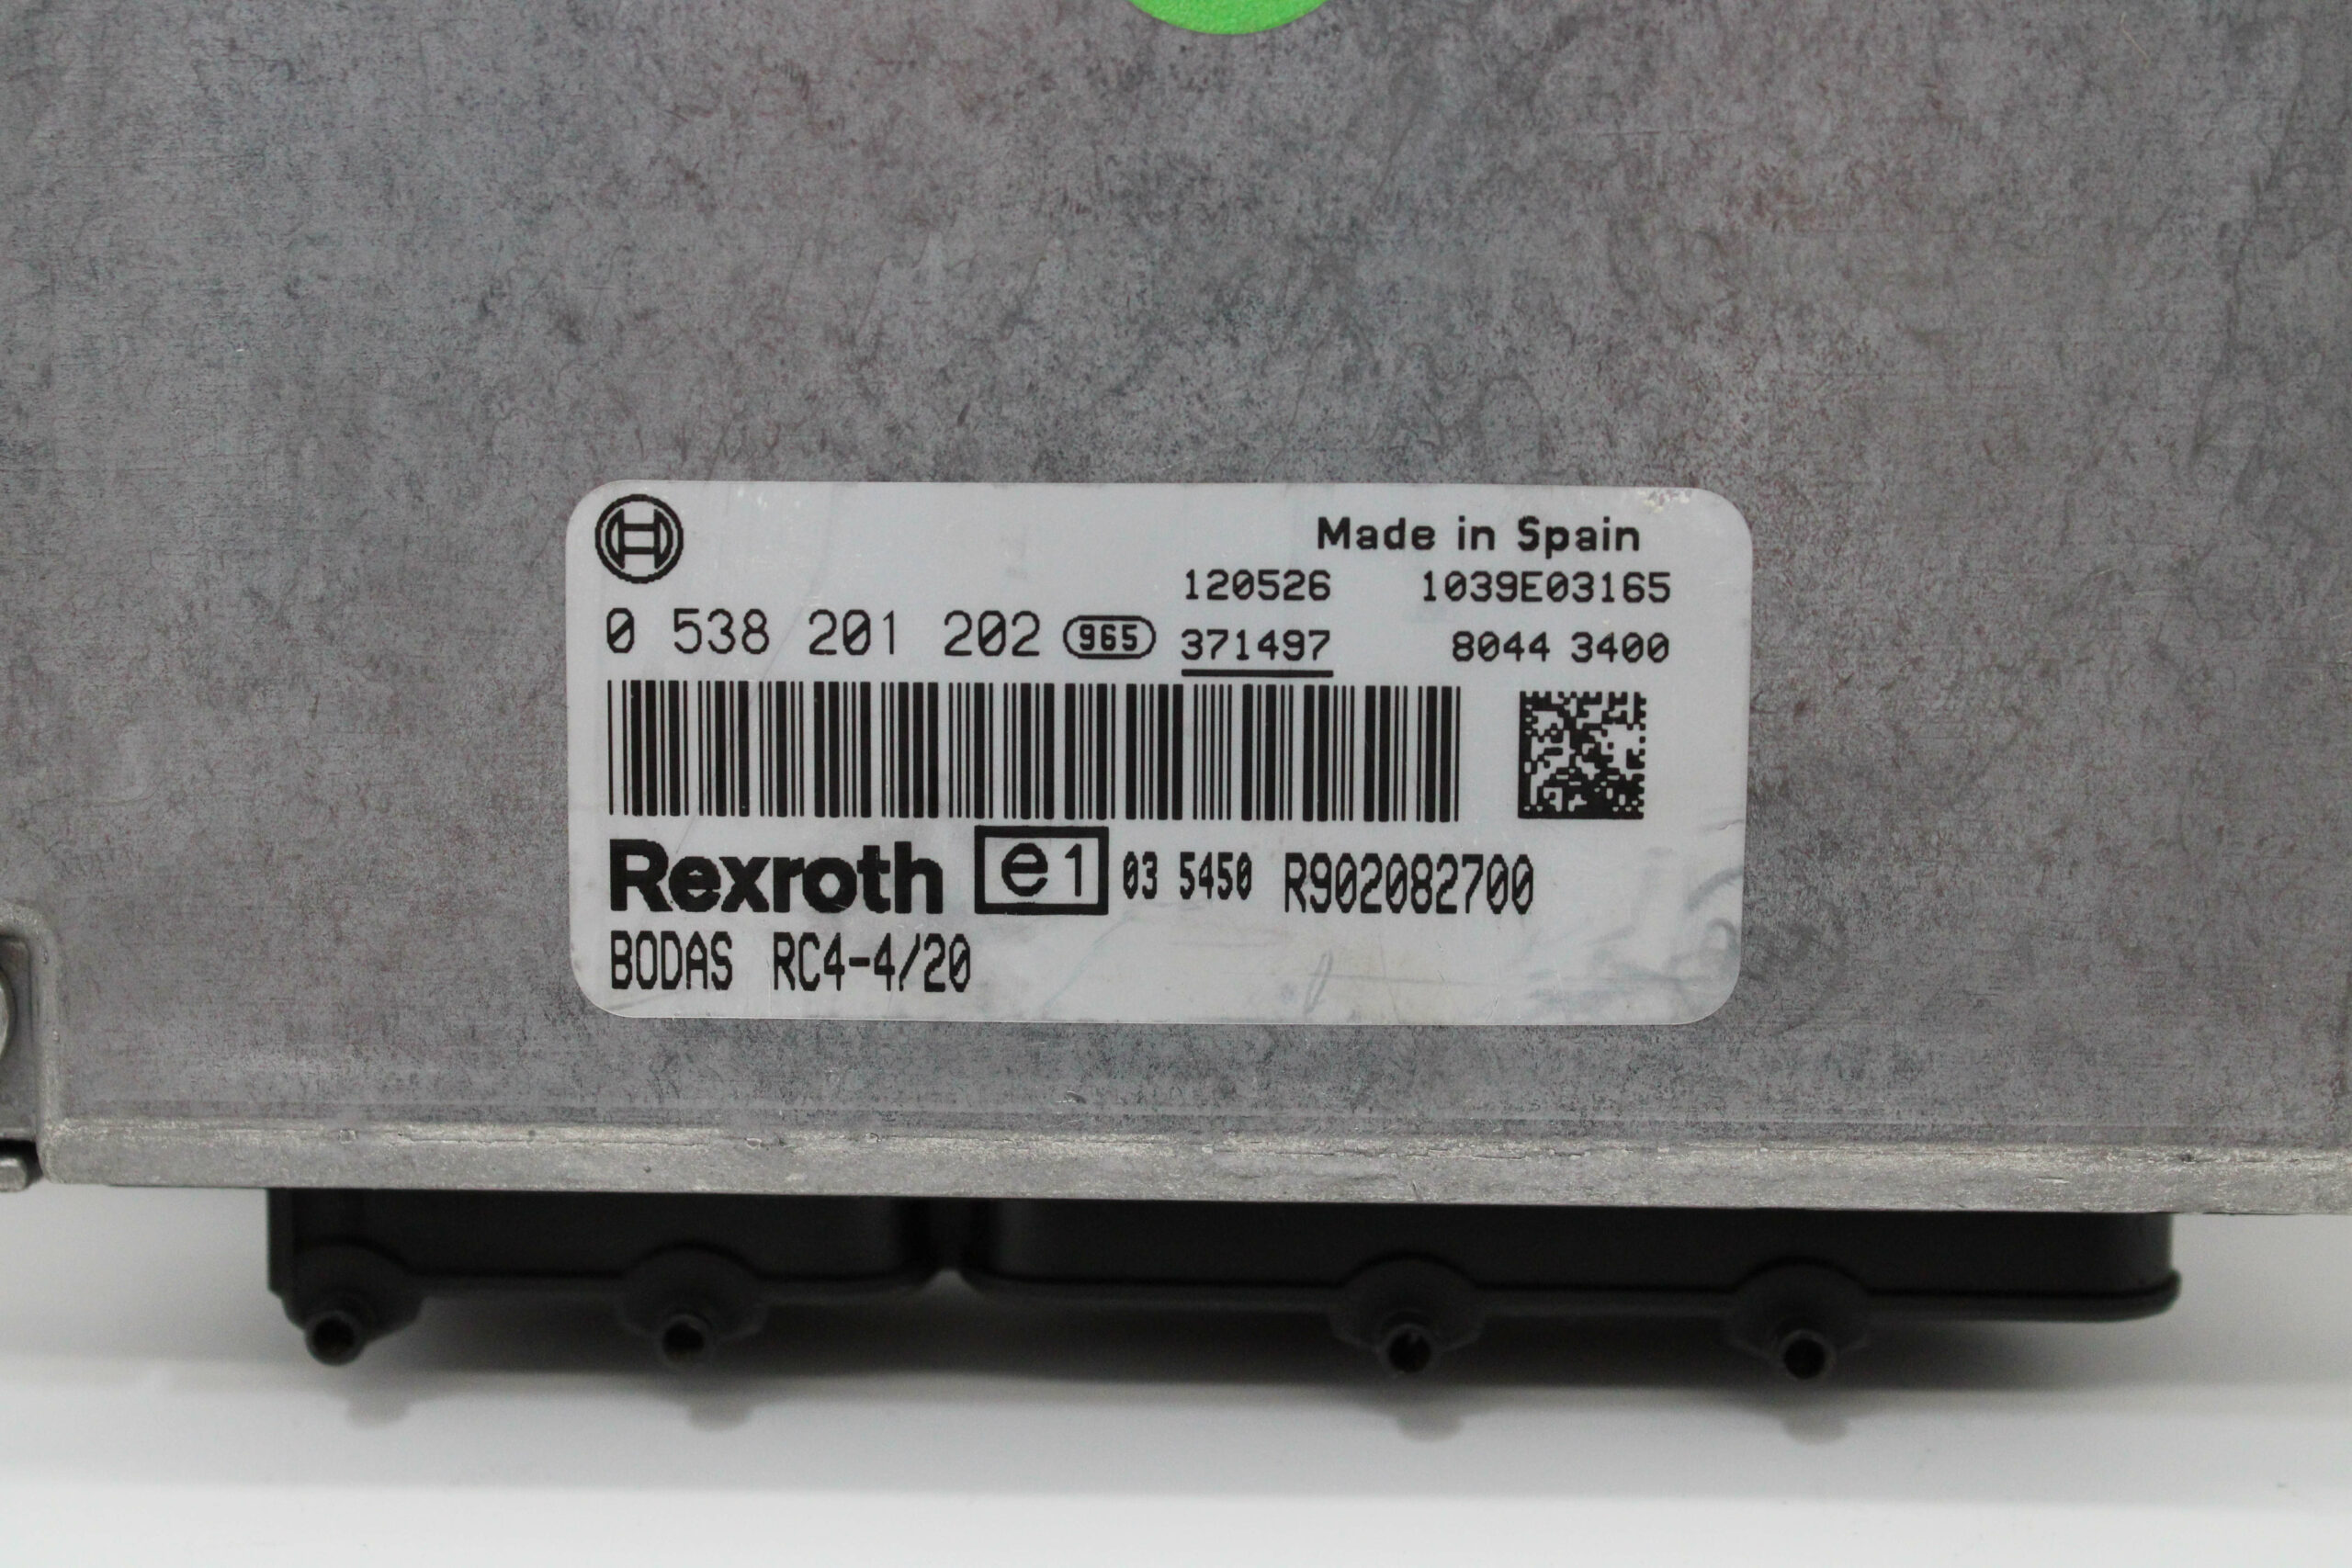 Made in Spain
120526 1039E03165
0 538 201 202 965 371497 8044 3400
Rexroth e1 03 5450 R902082700
BODAS RC4-4/20